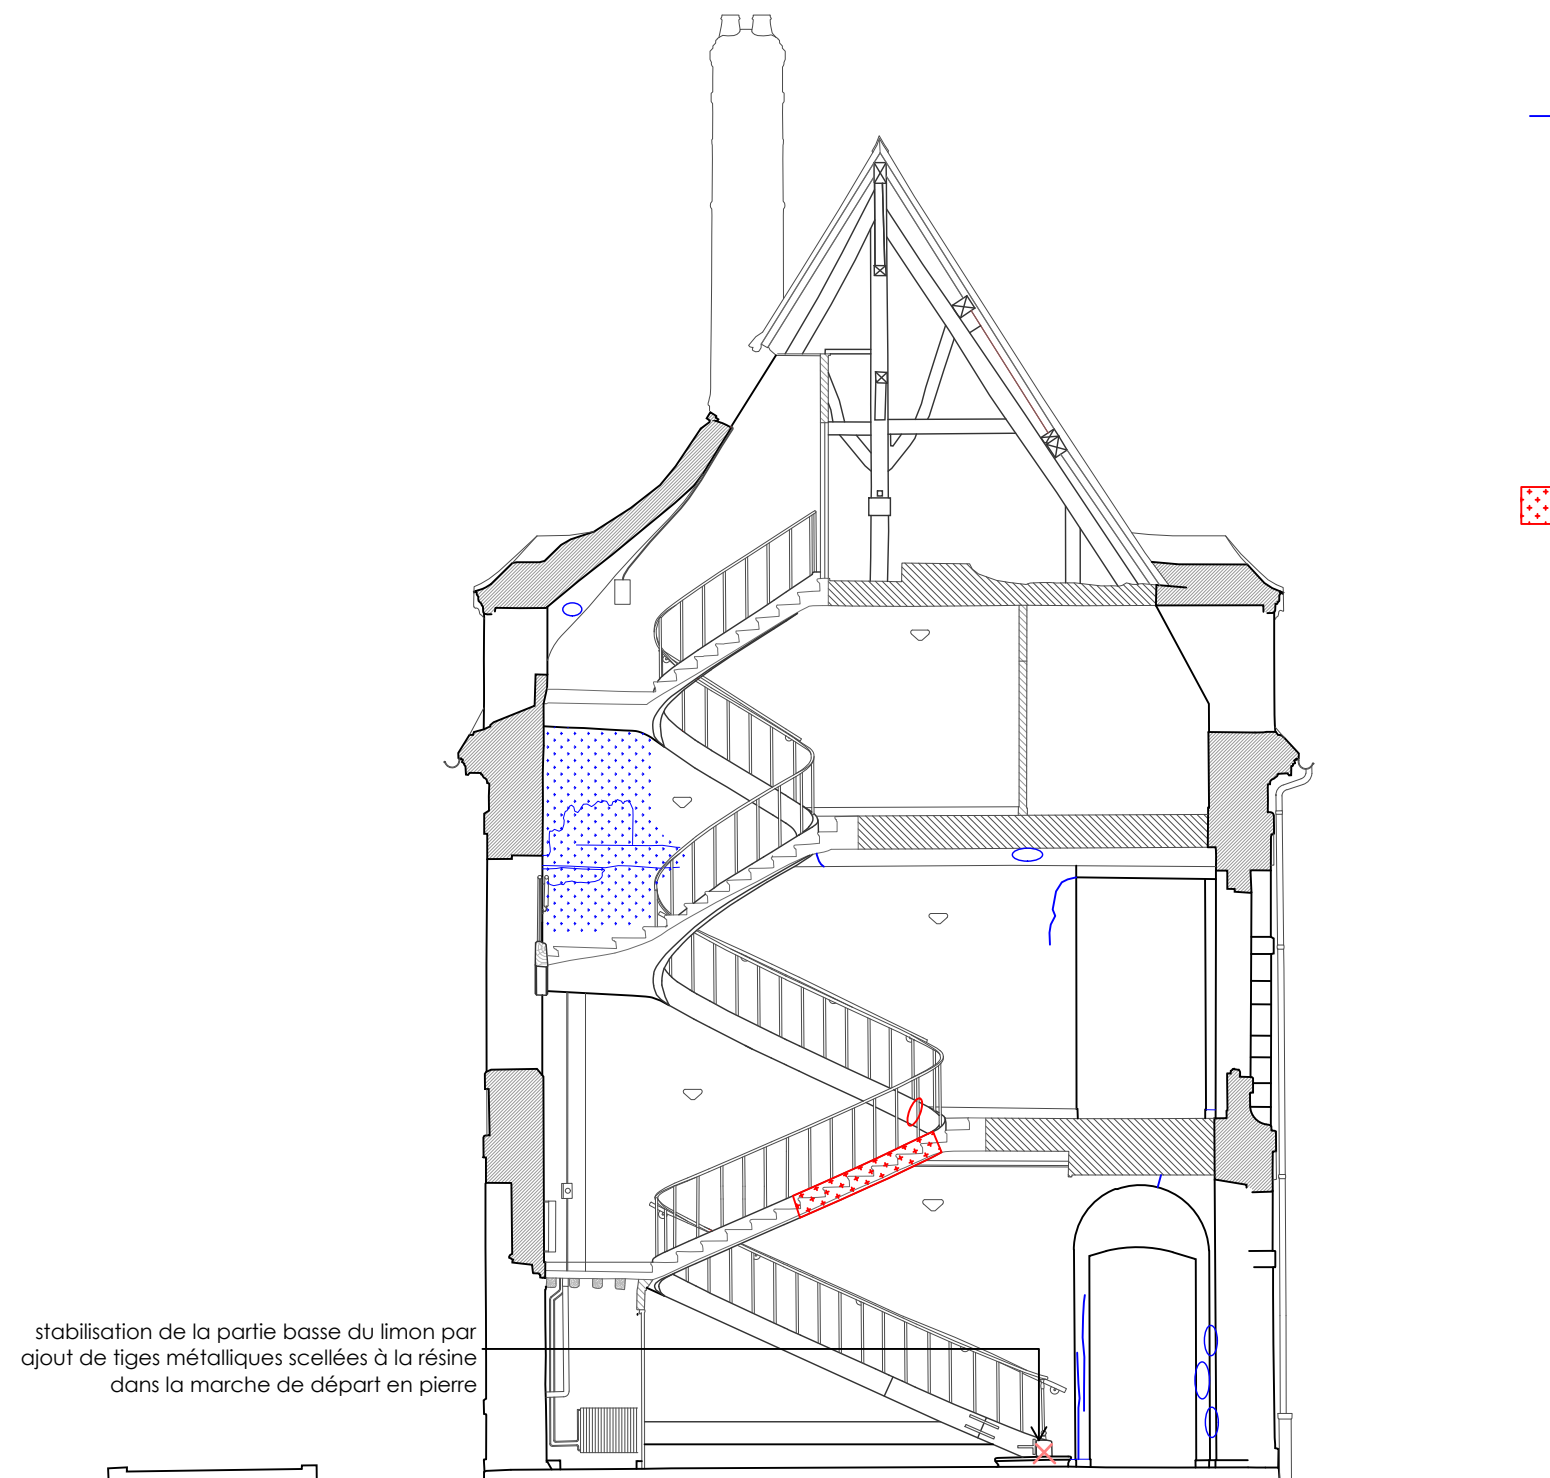 stabilisation de la partie basse du limon par
ajout de tiges métalliques scellées à la résine
dans la marche de départ en pierre